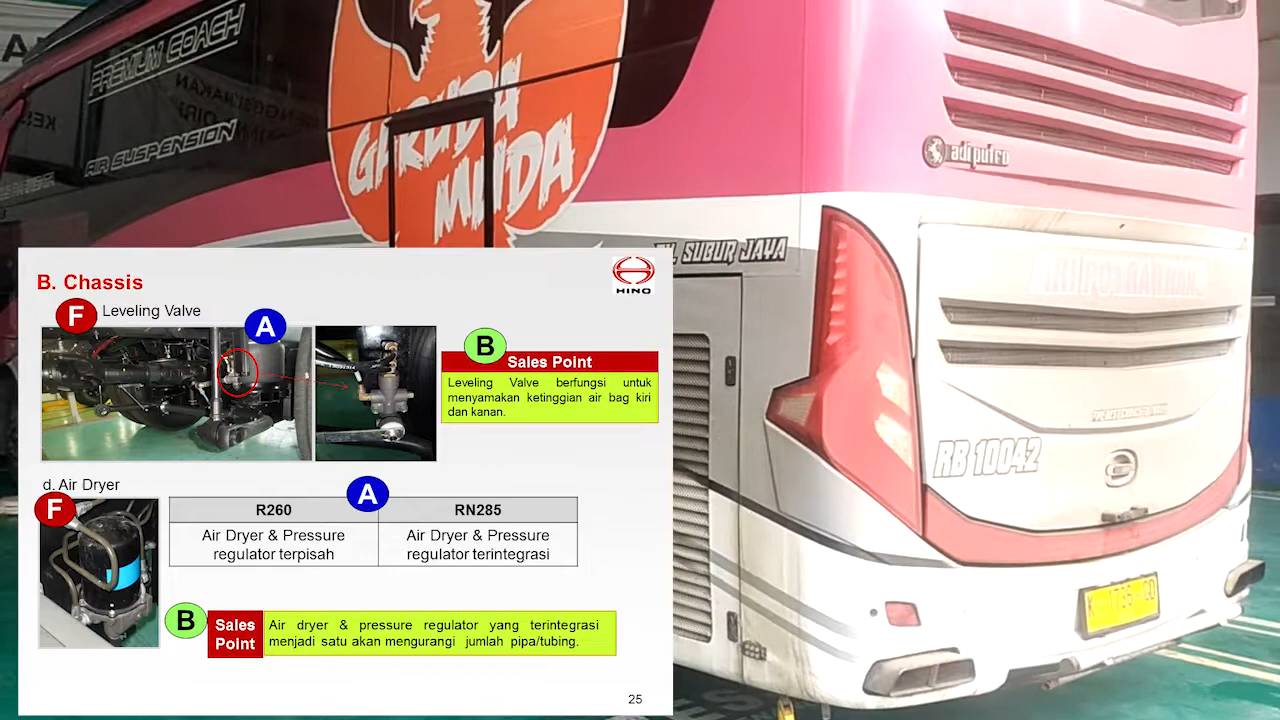 PREMIUM COACH
AIR SUSPENSION
GARUDA
MUDA
adiputro
SUBUR JAYA
RB 10042
B. Chassis
HINO
F
Leveling Valve
A
B
Sales Point
Leveling Valve berfungsi untuk
menyamakan ketinggian air bag kiri
dan kanan.
d. Air Dryer
F
A
R260
RN285
Air Dryer & Pressure
regulator terpisah
Air Dryer & Pressure
regulator terintegrasi
B
Sales
Point
Air dryer & pressure regulator yang terintegrasi
menjadi satu akan mengurangi jumlah pipa/tubing.
25